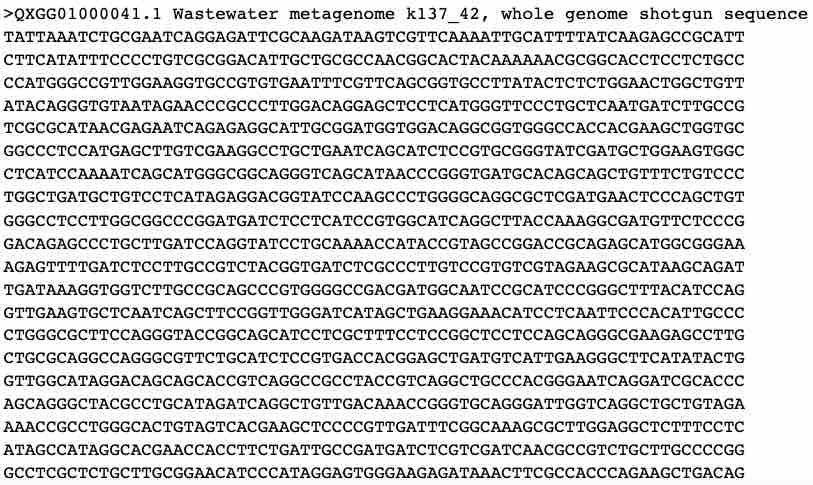 >QXGG01000041.1 Wastewater metagenome k137_42, whole genome shotgun sequence
TATTAAATCTGCGAATCAGGAGATTCGCAAGATAAGTCGTTCAAAATTGCATTTTATCAAGAGCCGCATT
CTTCATATTTCCCCTGTCGCGGACATTGCTGCGCCAACGGCACTACAAAAAACGCGGCACCTCCTCTGCC
CCATGGGCCGTTGGAAGGTGCCGTGTGAATTTCGTTCAGCGGTGCCTTATACTCTCTGGAACTGGCTGTT
ATACAGGGTGTAATAGAACCCGCCCTTGGACAGGAGCTCCTCATGGGTTCCCTGCTCAATGATCTTGCCG
TCGCGCATAACGAGAATCAGAGAGGCATTGCGGATGGTGGACAGGCGGTGGGCCACCACGAAGCTGGTGC
GGCCCTCCATGAGCTTGTCGAAGGCCTGCTGAATCAGCATCTCCGTGCGGGTATCGATGCTGGAAGTGGC
CTCATCCAAAATCAGCATGGGCGGCAGGGTCAGCATAACCCGGGTGATGCACAGCAGCTGTTTCTGTCCC
TGGCTGATGCTGTCCTCATAGAGGACGGTATCCAAGCCCTGGGGCAGGCGCTCGATGAACTCCCAGCTGT
GGGCCTCCTTGGCGGCCCGGATGATCTCCTCATCCGTGGCATCAGGCTTACCAAAGGCGATGTTCTCCCG
GACAGAGCCCTGCTTGATCCAGGTATCCTGCAAAACCATACCGTAGCCGGACCGCAGAGCATGGCGGGAA
AGAGTTTTGATCTCCTTGCCGTCTACGGTGATCTCGCCCTTGTCCGTGTCGTAGAAGCGCATAAGCAGAT
TGATAAAGGTGGTCTTGCCGCAGCCCGTGGGGCCGACGATGGCAATCCGCATCCCGGGCTTTACATCCAG
GTTGAAGTGCTCAATCAGCTTCCGGTTGGGATCATAGCTGAAGGAAACATCCTCAATTCCCACATTGCCC
CTGGGCGCTTCCAGGGTACCGGCAGCATCCTCGCTTTCCTCCGGCTCCTCCAGCAGGGCGAAGAGCCTTG
CTGCGCAGGCCAGGGCGTTCTGCATCTCCGTGACCACGGAGCTGATGTCATTGAAGGGCTTCATATACTG
GTTGGCATAGGACAGCAGCACCGTCAGGCCGCCTACCGTCAGGCTGCCCACGGGAATCAGGATCGCACCC
AGCAGGGCTACGCCTGCATAGATCAGGCTGTTGACAAACCGGGTGCAGGGATTGGTCAGGCTGCTGTAGA
AAACCGCCTGGGCACTGTAGTCACGAAGCTCCCCGTTGATTTCGGCAAAGCGCTTGGAGGCTCTTTCCTC
ATAGCCATAGGCACGAACCACCTTCTGATTGCCGATGATCTCGTCGATCAACGCCGTCTGCTTGCCCCGG
GCCTCGCTCTGCTTGCGGAACATCCCATAGGAGTGGGAAGAGATAAACTTCGCCACCCAGAAGCTGACAG